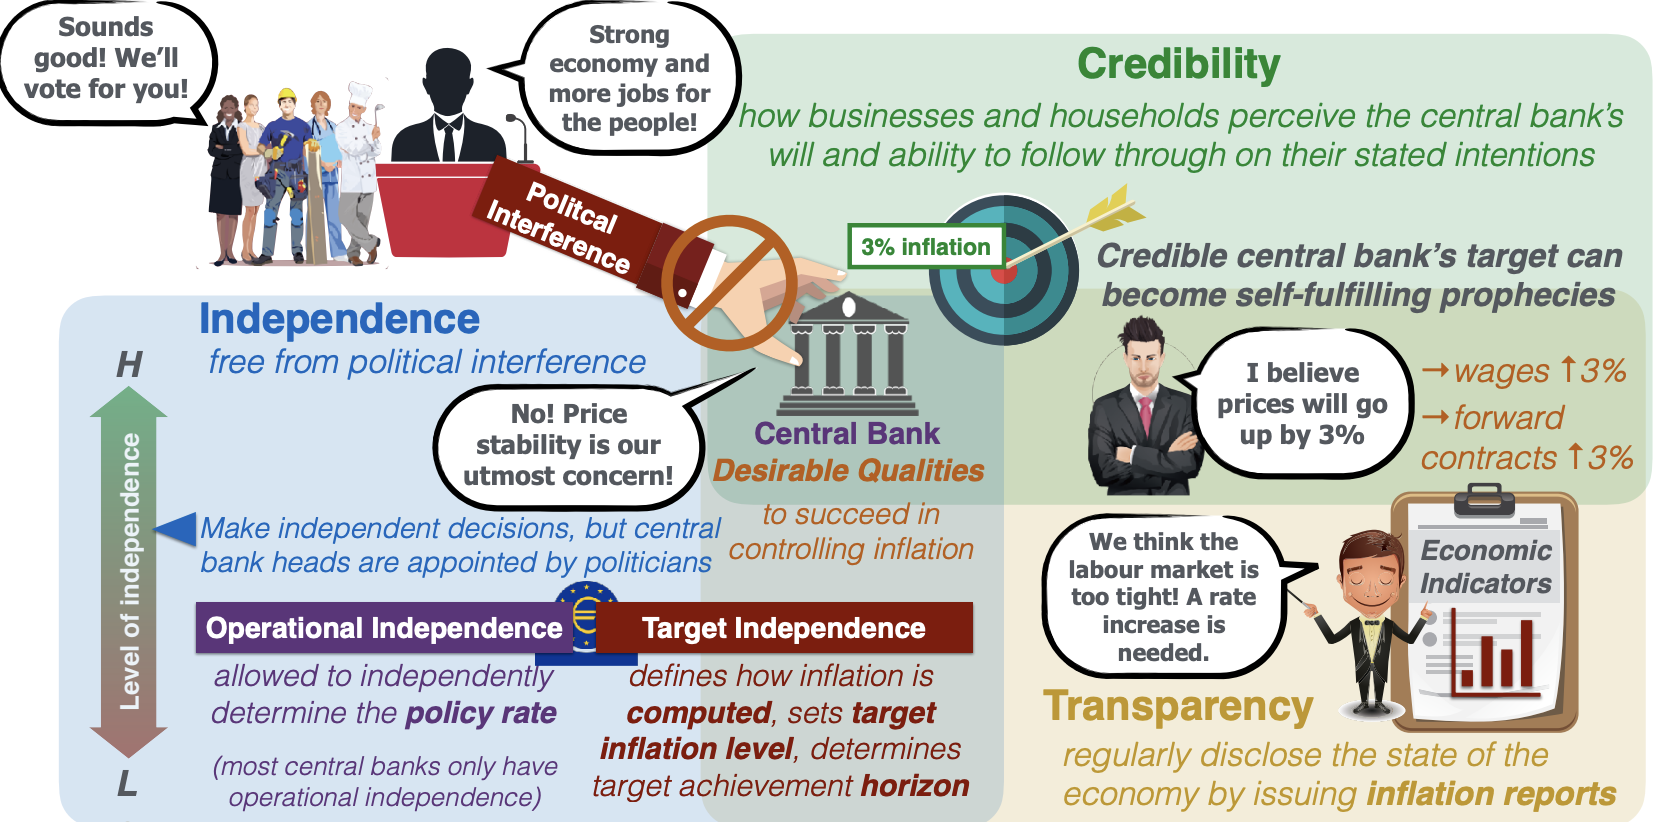 Sounds
good! We'll
vote for you!
Strong
economy and
more jobs for
the people!
Politcal
Interference
Credibility
how businesses and households perceive the central bank's
will and ability to follow through on their stated intentions
3% inflation
Credible central bank's target can
become self-fulfilling prophecies
I believe
prices will go
up by 3%
→ wages ↑3%
→ forward
contracts ↑3%
Independence
free from political interference
H
Level of independence
L
No! Price
stability is our
utmost concern!
Central Bank
Desirable Qualities
to succeed in
controlling inflation
Make independent decisions, but central
bank heads are appointed by politicians
Operational Independence
allowed to independently
determine the policy rate
(most central banks only have
operational independence)
€
Target Independence
defines how inflation is
computed, sets target
inflation level, determines
target achievement horizon
We think the
labour market is
too tight! A rate
increase is
needed.
Economic
Indicators
Transparency
regularly disclose the state of the
economy by issuing inflation reports